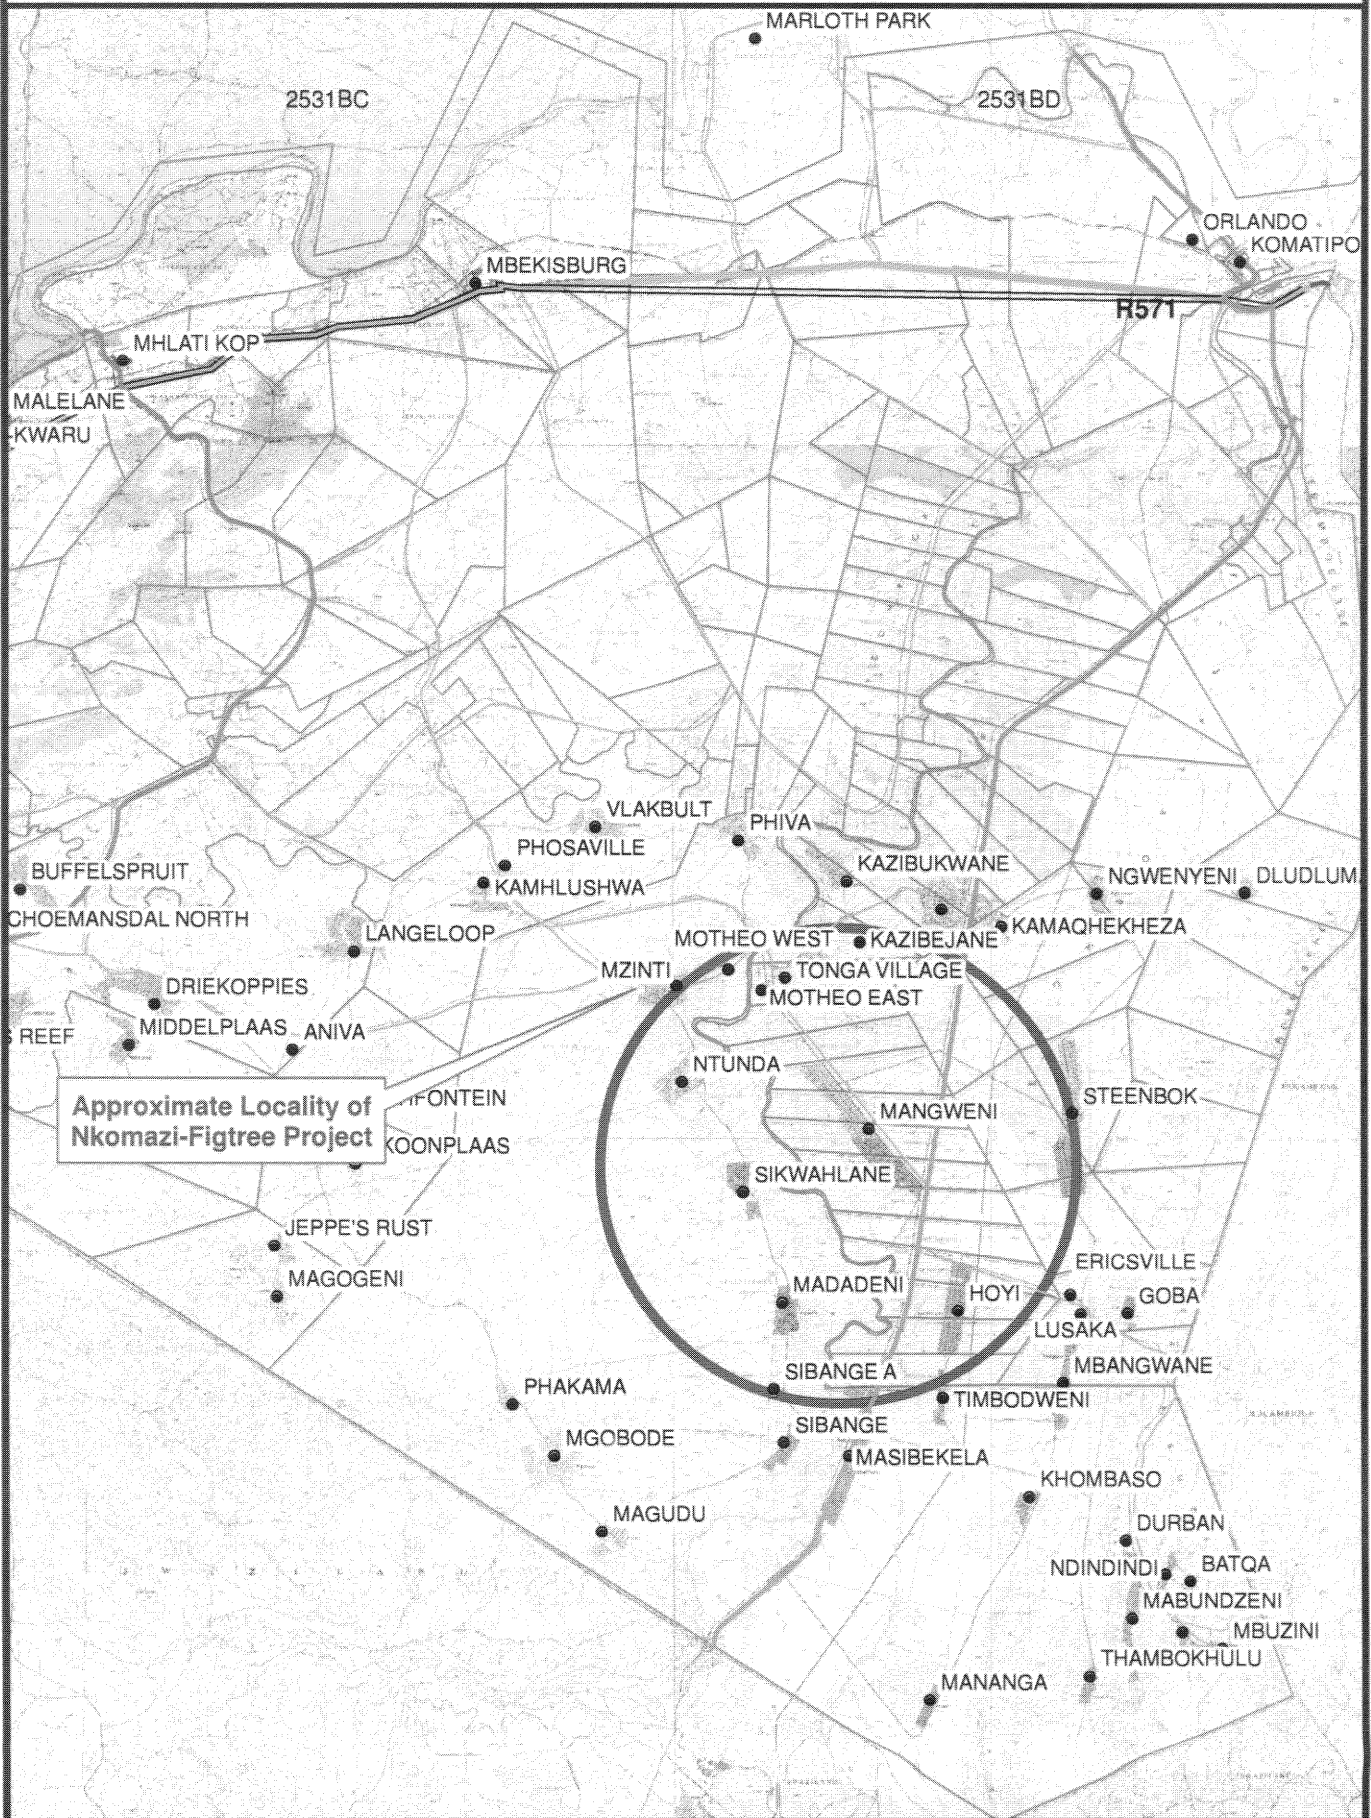 MARLOTH PARK
2531BC
2531BD
ORLANDO
KOMATIPO
MBEKISBURG
R571
MHLATI KOP
MALELANE
-KWARU
VLAKBULT
PHIVA
PHOSAVILLE
KAZIBUKWANE
BUFFELSPRUIT
KAMHLUSHWA
NGWENYENI
DLUDLUMA
CHOEMANSDAL NORTH
LANGELOOP
KAMAQHEKHEZA
MOTHEO WEST
KAZIBEJANE
MZINTI
TONGA VILLAGE
DRIEKOPPIES
MOTHEO EAST
MIDDELPLAAS
ANIVA
S REEF
NTUNDA
STEENBOK
Approximate Locality of
Nkomazi-Figtree Project
FONTEIN
MANGWENI
KOONPLAAS
SIKWAHLANE
JEPPE'S RUST
ERICSVILLE
MAGOGENI
MADADENI
HOYI
GOBA
LUSAKA
MBANGWANE
SIBANGE A
PHAKAMA
TIMBODWENI
SIBANGE
MGOBODE
MASIBEKELA
KHOMBASO
MAGUDU
DURBAN
NDINDINDI
BATQA
MABUNDZENI
MBUZINI
THAMBOKHULU
MANANGA